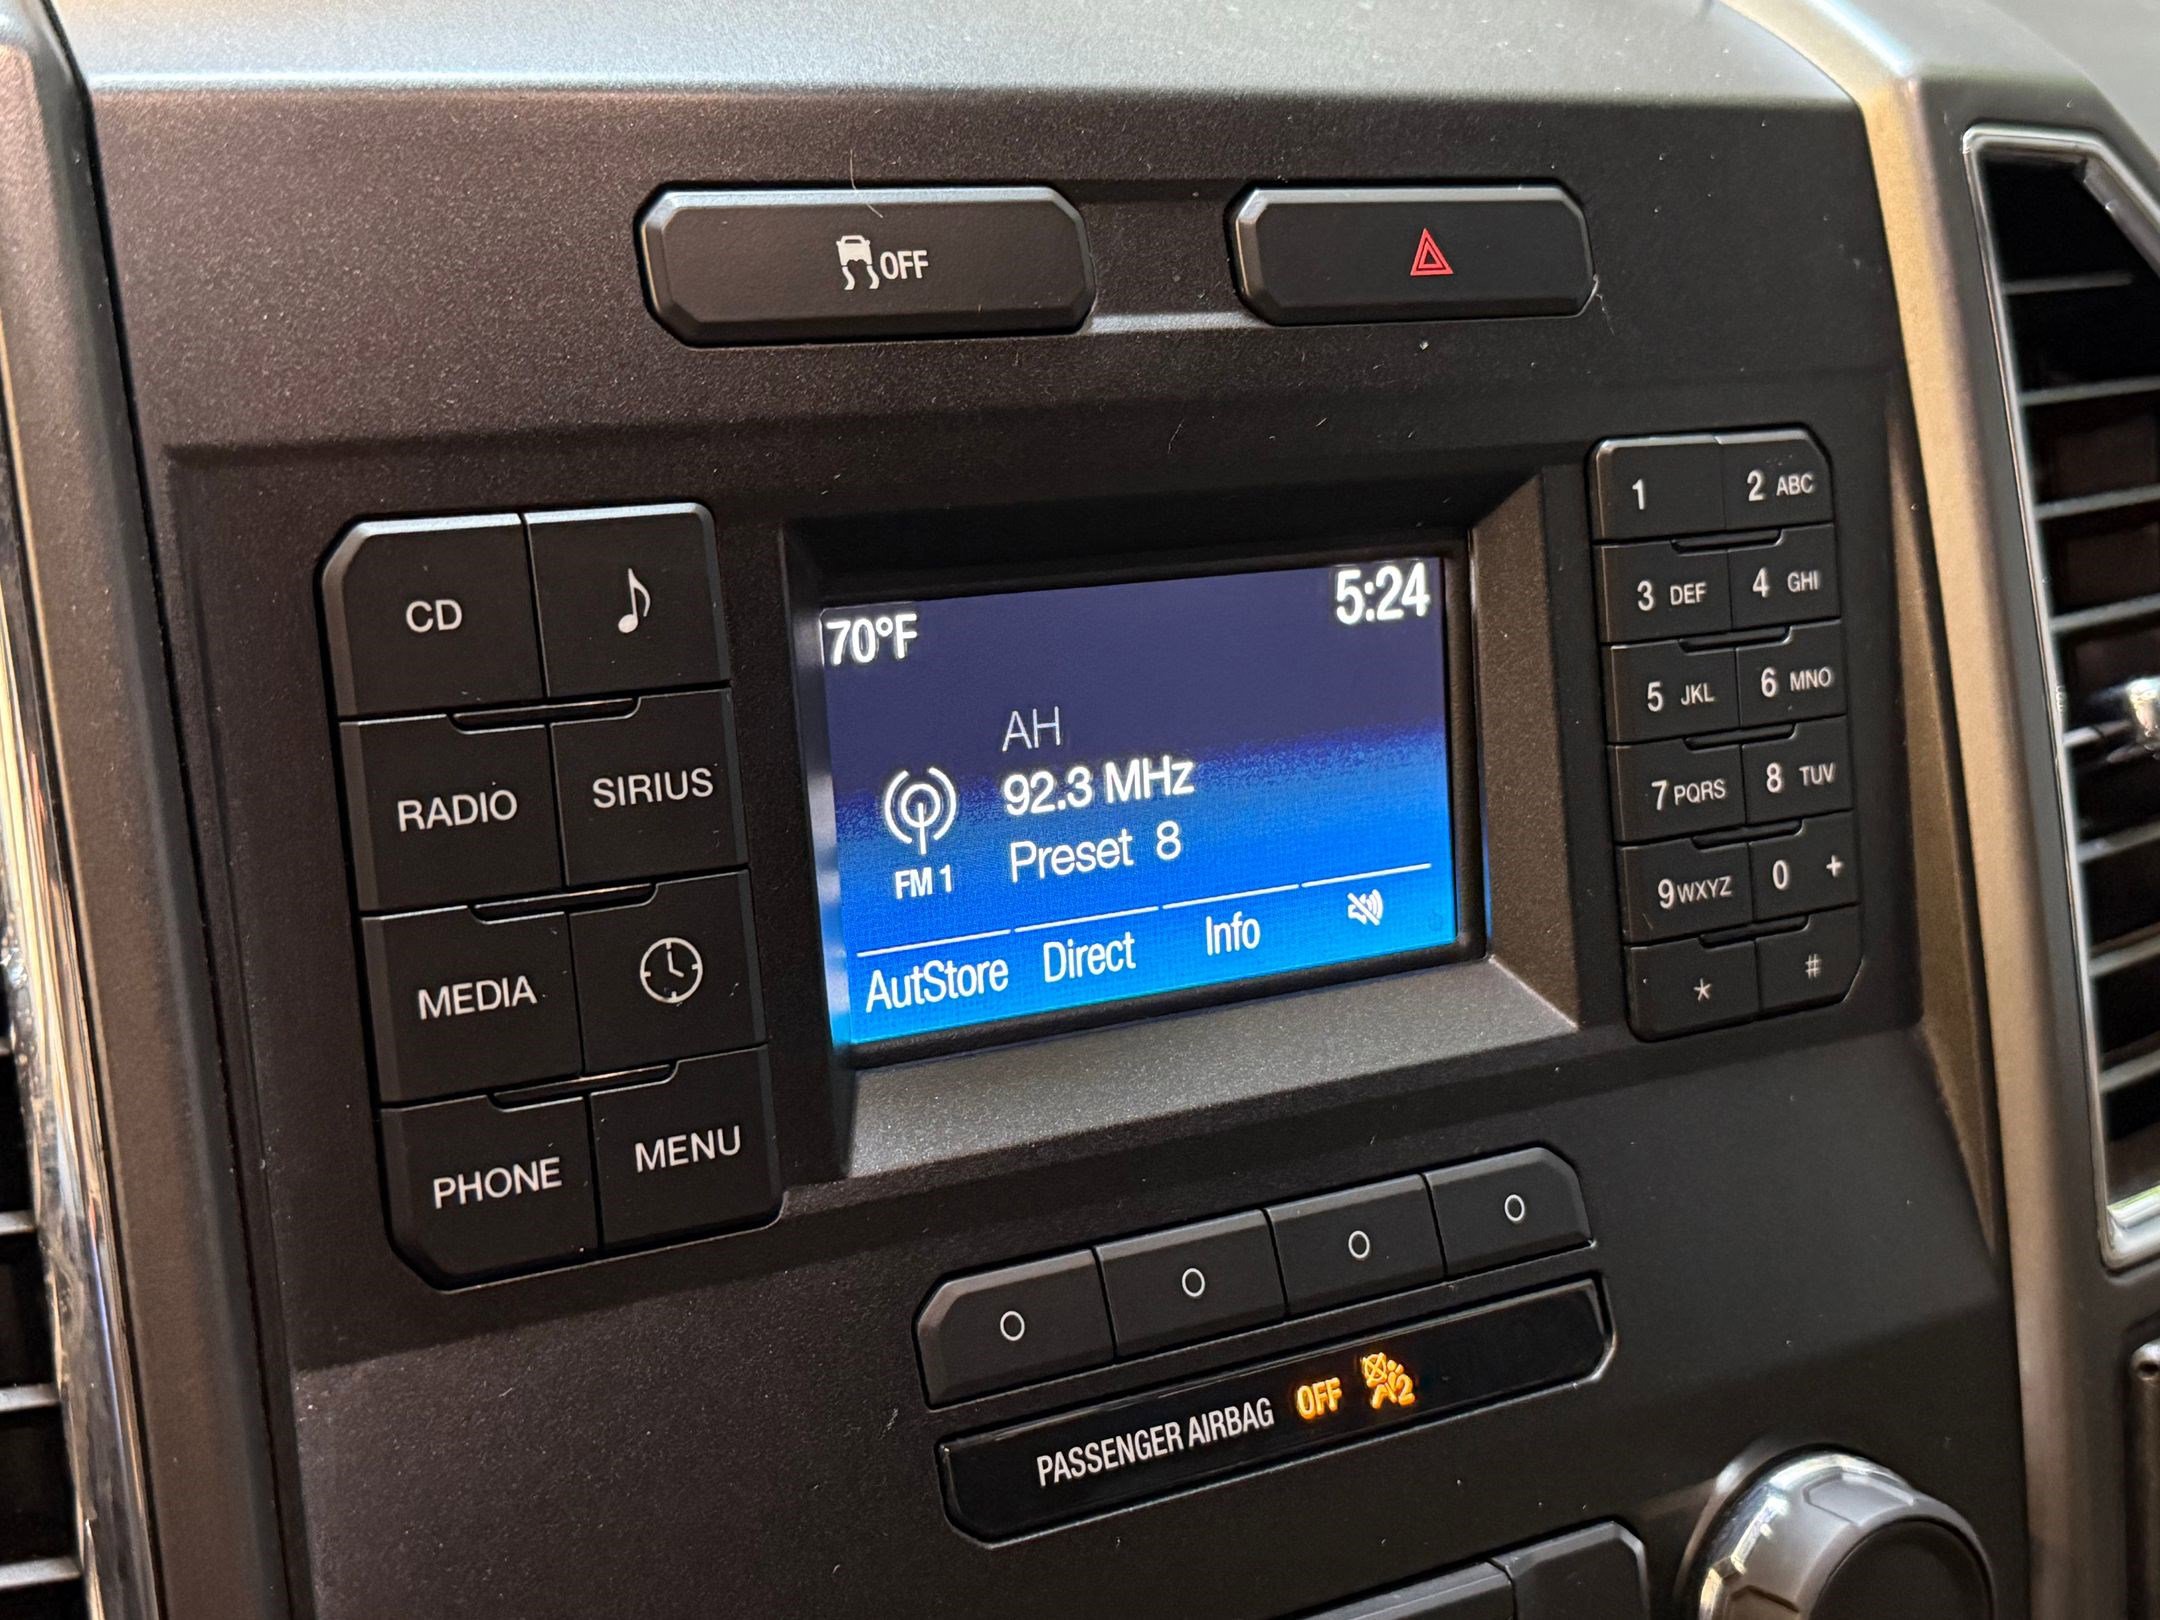 OFF
CD
RADIO
SIRIUS
MEDIA
PHONE
MENU
70°F
5:24
AH
92.3 MHz
Preset 8
FM 1
AutStore
Direct
Info
1
2 ABC
3 DEF
4 GHI
5 JKL
6 MNO
7 PQRS
8 TUV
9 WXYZ
0 +
*
#
PASSENGER AIRBAG OFF 2